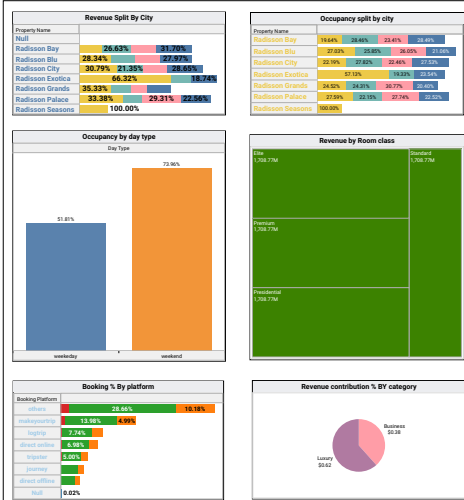 Revenue Split By City
Property Name
Null
Radisson Bay 26.63% 31.70%
Radisson Blu 28.34% 27.97%
Radisson City 30.79% 21.35% 28.65%
Radisson Exotica 66.32% 18.74%
Radisson Grands 35.33%
Radisson Palace 33.38% 29.31% 22.56%
Radisson Seasons 100.00%
Occupancy split by city
Property Name
Radisson Bay 19.64% 28.46% 23.41% 28.49%
Radisson Blu 27.03% 25.85% 26.05% 21.06%
Radisson City 22.19% 27.82% 22.46% 27.53%
Radisson Exotica 57.13% 19.33% 23.54%
Radisson Grands 24.52% 24.31% 30.77% 20.40%
Radisson Palace 27.59% 22.15% 27.74% 22.52%
Radisson Seasons 100.00%
Occupancy by day type
Day Type
73.96%
51.81%
weekeday weekend
Revenue by Room class
Elite
1,708.77M
Standard
1,708.77M
Premium
1,708.77M
Presidential
1,708.77M
Booking % By platform
Booking Platform
others 28.66% 10.18%
makeyourtrip 13.98% 4.99%
logtrip 7.74%
direct online 6.98%
tripster 5.00%
journey
direct offline
Null 0.02%
Revenue contribution % BY category
Business
$0.38
Luxury
$0.62